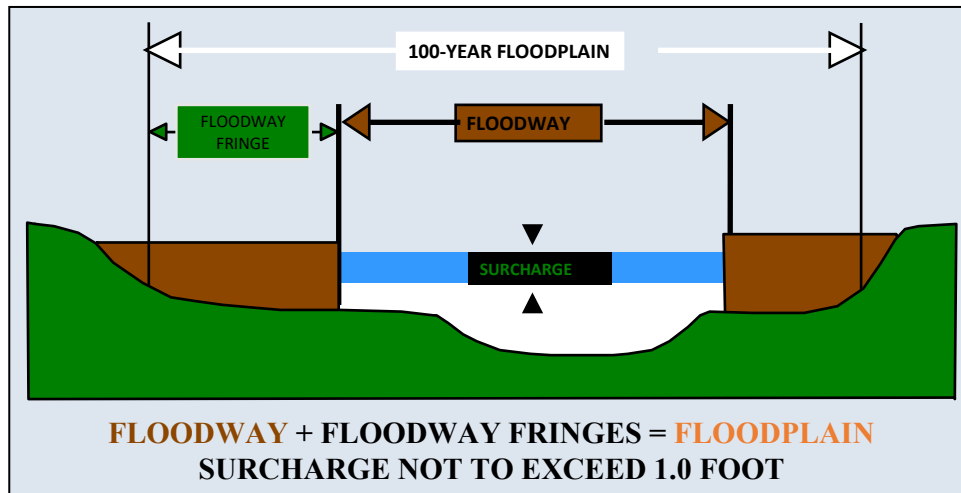 100-YEAR FLOODPLAIN
FLOODWAY
FRINGE
FLOODWAY
SURCHARGE
FLOODWAY + FLOODWAY FRINGES = FLOODPLAIN
SURCHARGE NOT TO EXCEED 1.0 FOOT